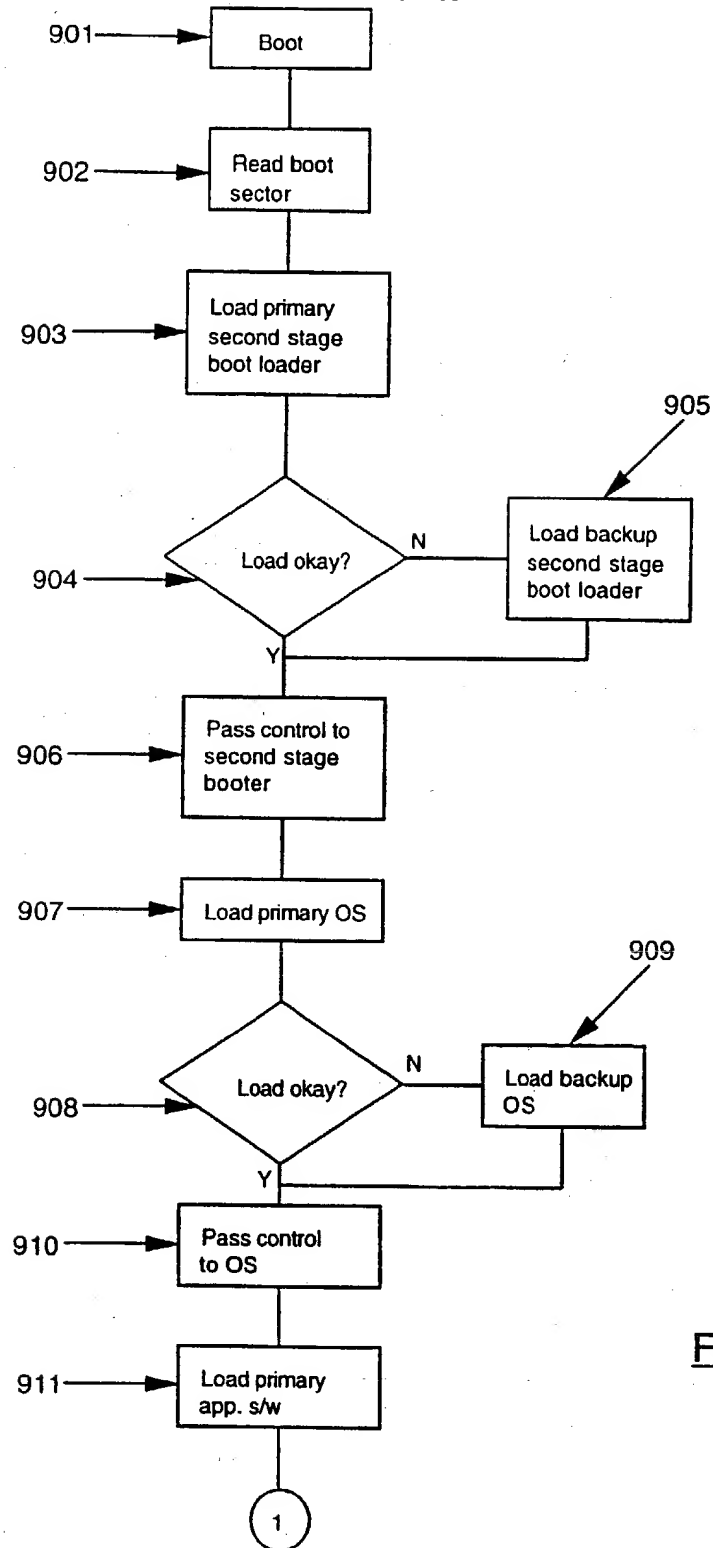 901
Boot
902
Read boot
sector
903
Load primary
second stage
boot loader
905
904
Load okay?
N
Load backup
second stage
boot loader
Y
906
Pass control to
second stage
booter
907
Load primary OS
909
908
Load okay?
N
Load backup
OS
Y
910
Pass control
to OS
911
Load primary
app. s/w
1
F